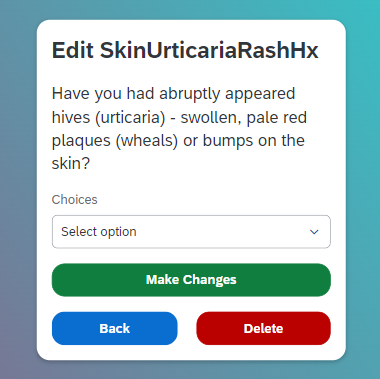 Edit SkinUrticariaRashHx
Have you had abruptly appeared
hives (urticaria) - swollen, pale red
plaques (wheals) or bumps on the
skin?
Choices
Select option
Make Changes
Back
Delete